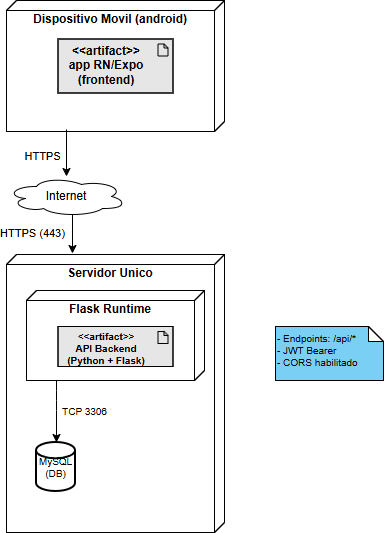 Dispositivo Movil (android)
<<artifact>>
app RN/Expo
(frontend)
HTTPS
Internet
HTTPS (443)
Servidor Unico
Flask Runtime
<<artifact>>
API Backend
(Python + Flask)
- Endpoints: /api/*
- JWT Bearer
- CORS habilitado
TCP 3306
MySQL
(DB)